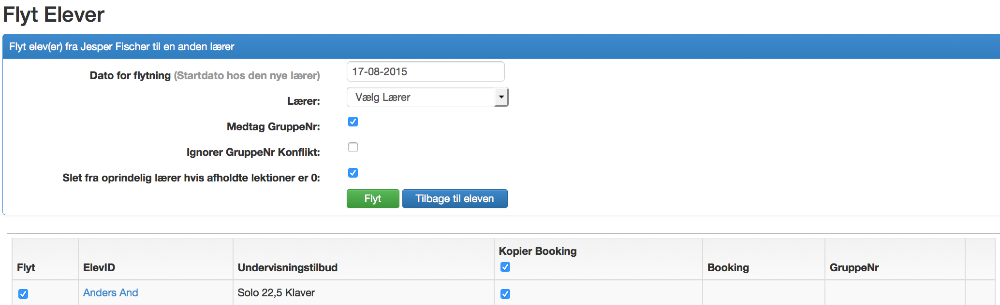 Flyt Elever
Flyt elev(er) fra Jesper Fischer til en anden lærer
Dato for flytning (Startdato hos den nye lærer) 17-08-2015
Lærer: Vælg Lærer
Medtag GruppeNr:
Ignorer GruppeNr Konflikt:
Slet fra oprindelig lærer hvis afholdte lektioner er 0:
Flyt Tilbage til eleven
Flyt ElevID Undervisningstilbud Kopier Booking Booking GruppeNr
Anders And Solo 22,5 Klaver